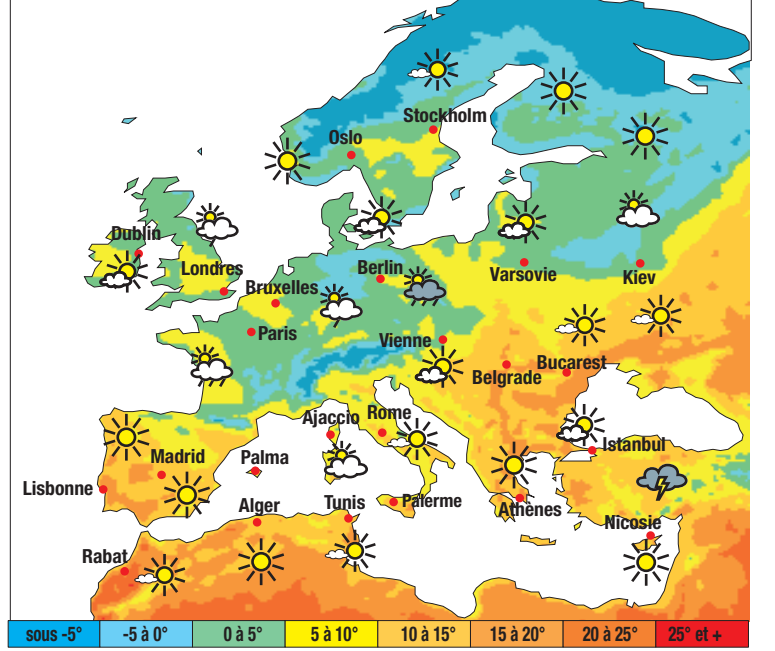 Stockholm
Oslo
Dublin
Londres
Bruxelles
Berlin
Varsovie
Kiev
Paris
Vienne
Belgrade
Bucarest
Ajaccio
Rome
Istanbul
Madrid
Palma
Lisbonne
Alger
Tunis
Palerme
Athènes
Nicosie
Rabat
sous -5° -5 à 0° 0 à 5° 5 à 10° 10 à 15° 15 à 20° 20 à 25° 25° et +